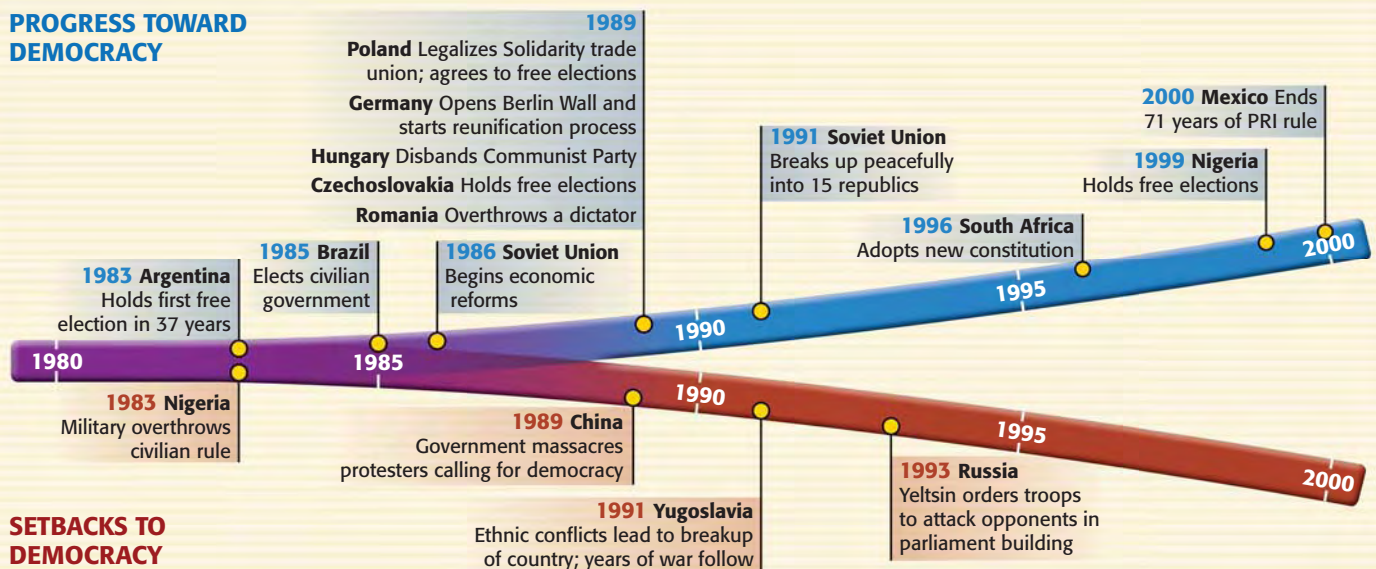 PROGRESS TOWARD
DEMOCRACY
1989
Poland Legalizes Solidarity trade
union; agrees to free elections
Germany Opens Berlin Wall and
starts reunification process
Hungary Disbands Communist Party
Czechoslovakia Holds free elections
Romania Overthrows a dictator
1983 Argentina
Holds first free
election in 37 years
1985 Brazil
Elects civilian
government
1986 Soviet Union
Begins economic
reforms
1991 Soviet Union
Breaks up peacefully
into 15 republics
1996 South Africa
Adopts new constitution
1999 Nigeria
Holds free elections
2000 Mexico Ends
71 years of PRI rule
1980
1985
1990
1995
2000
1990
1995
2000
1983 Nigeria
Military overthrows
civilian rule
1989 China
Government massacres
protesters calling for democracy
1991 Yugoslavia
Ethnic conflicts lead to breakup
of country; years of war follow
1993 Russia
Yeltsin orders troops
to attack opponents in
parliament building
SETBACKS TO
DEMOCRACY